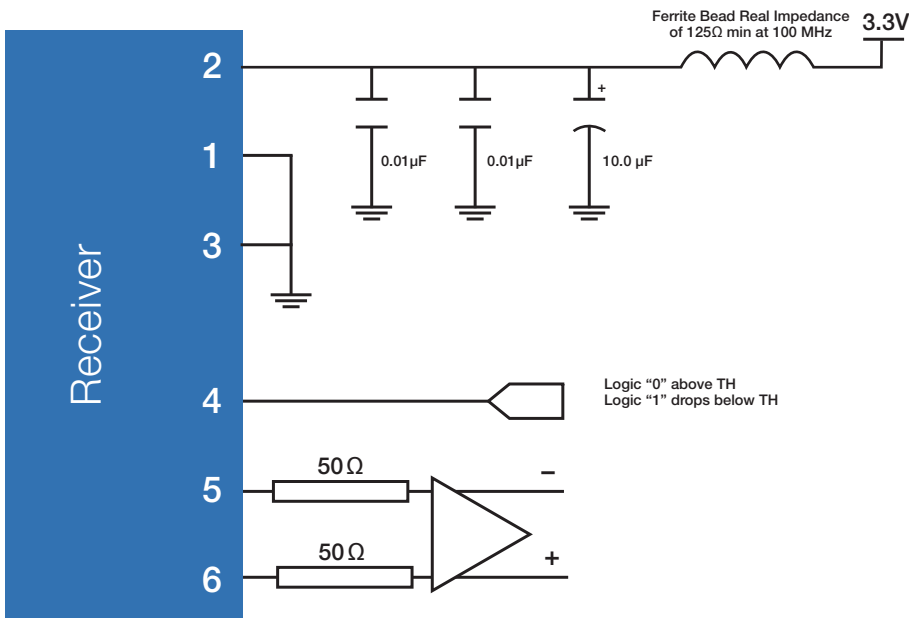 Ferrite Bead Real Impedance
of 125Ω min at 100 MHz
3.3V
2
+
0.01µF
0.01µF
10.0 µF
1
3
Receiver
4
Logic “0” above TH
Logic “1” drops below TH
50Ω
5
−
50Ω
6
+